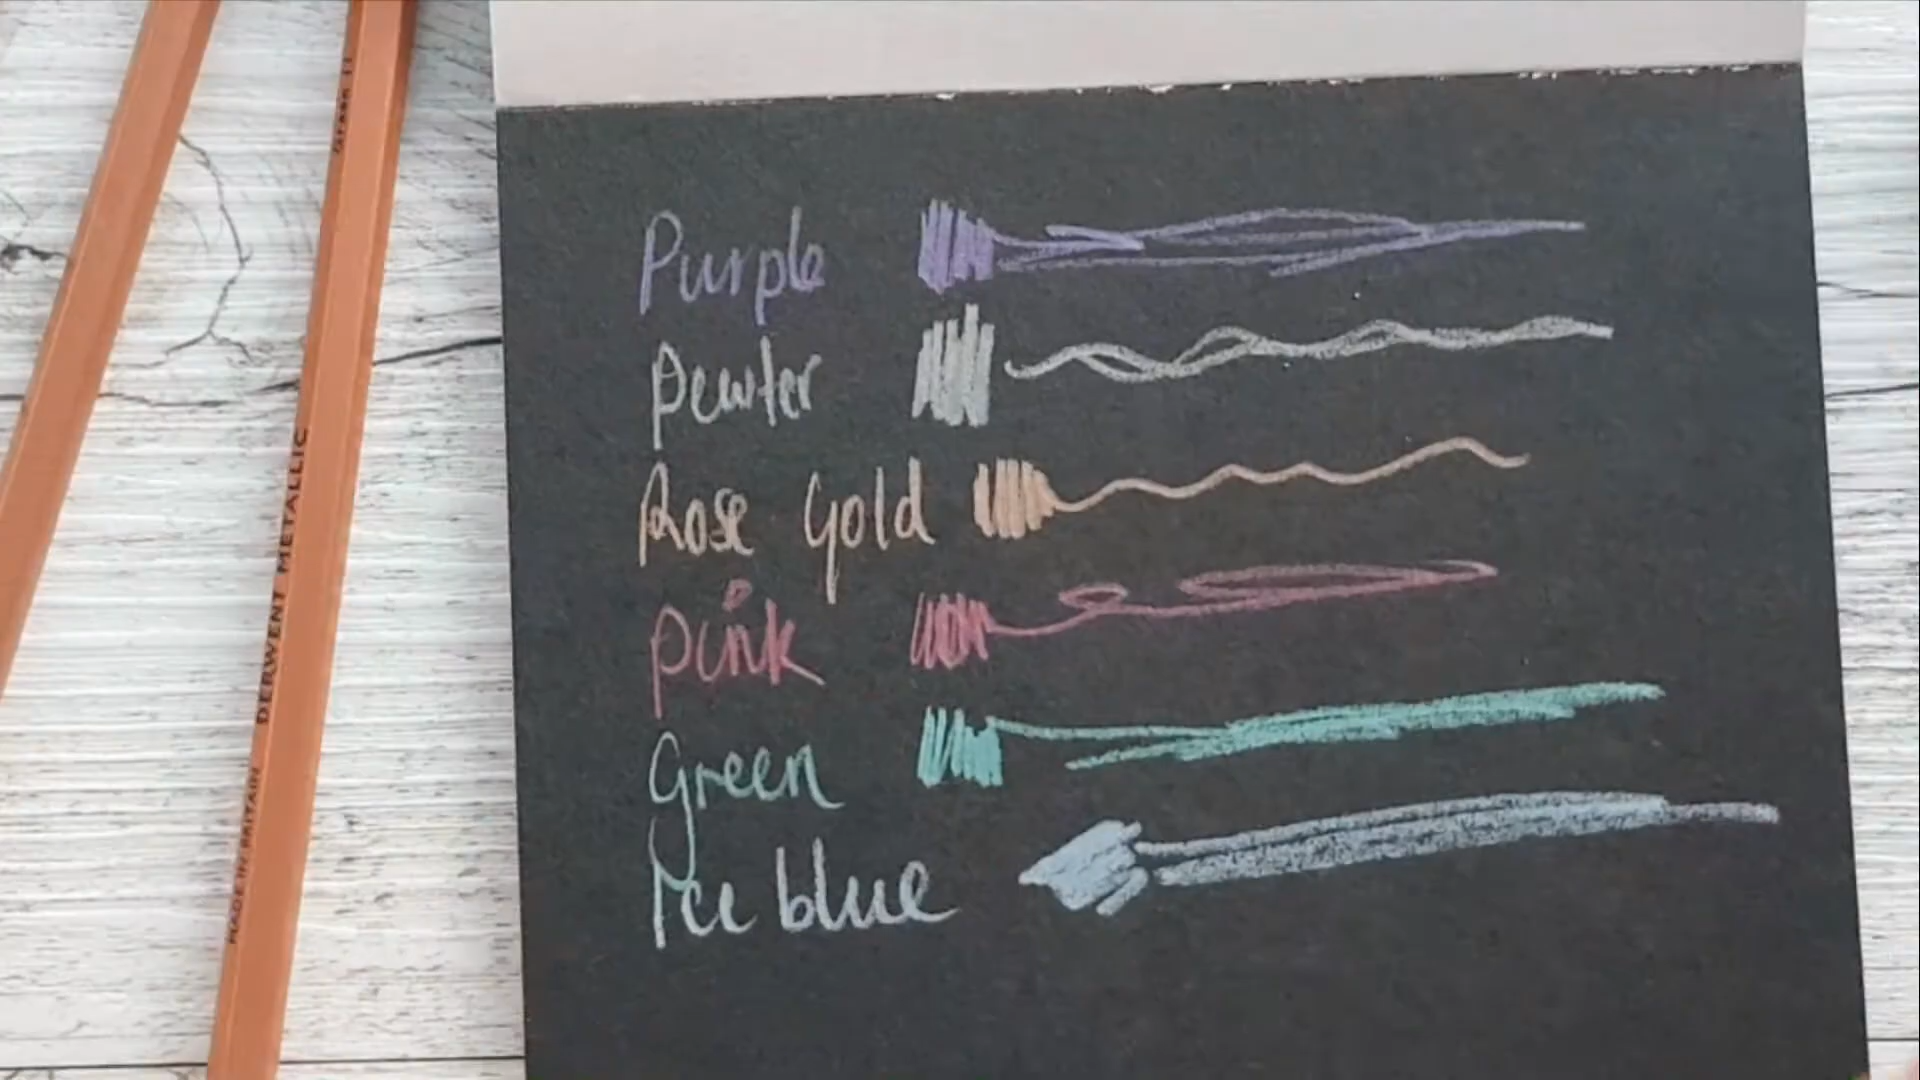 Purple
Pewter
Rose Gold
Pink
Green
Ice blue
DERWENT METALLIC
MADE IN BRITAIN